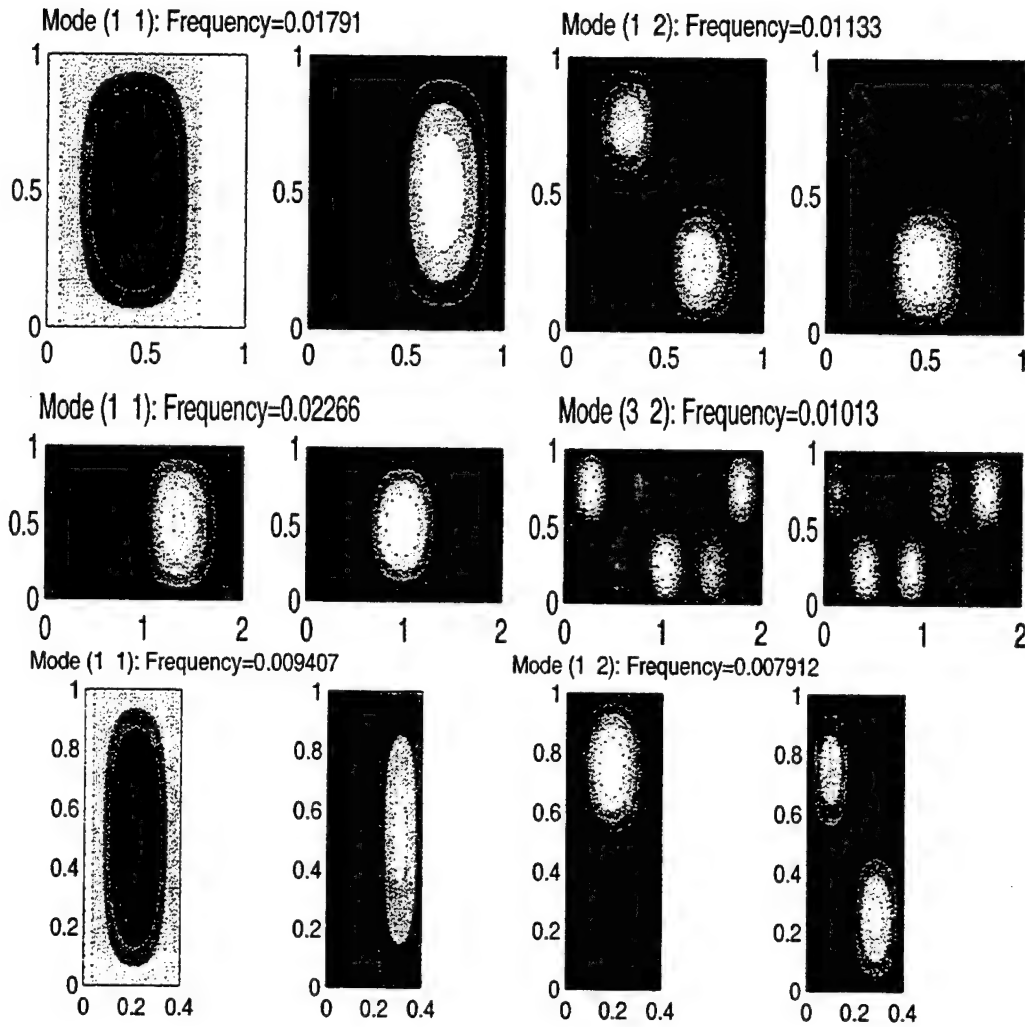 Mode (1 1): Frequency=0.01791
Mode (1 2): Frequency=0.01133
1
0.5
0
0 0.5 1
1
0.5
0
0 0.5 1
1
0.5
0
0 0.5 1
1
0.5
0
0 0.5 1
Mode (1 1): Frequency=0.02266
Mode (3 2): Frequency=0.01013
1
0.5
0
0 1 2
1
0.5
0
0 1 2
1
0.5
0
0 1 2
1
0.5
0
0 1 2
Mode (1 1): Frequency=0.009407
Mode (1 2): Frequency=0.007912
1
0.8
0.6
0.4
0.2
0
0 0.2 0.4
1
0.8
0.6
0.4
0.2
0
0 0.2 0.4
1
0.8
0.6
0.4
0.2
0
0 0.2 0.4
1
0.8
0.6
0.4
0.2
0
0 0.2 0.4